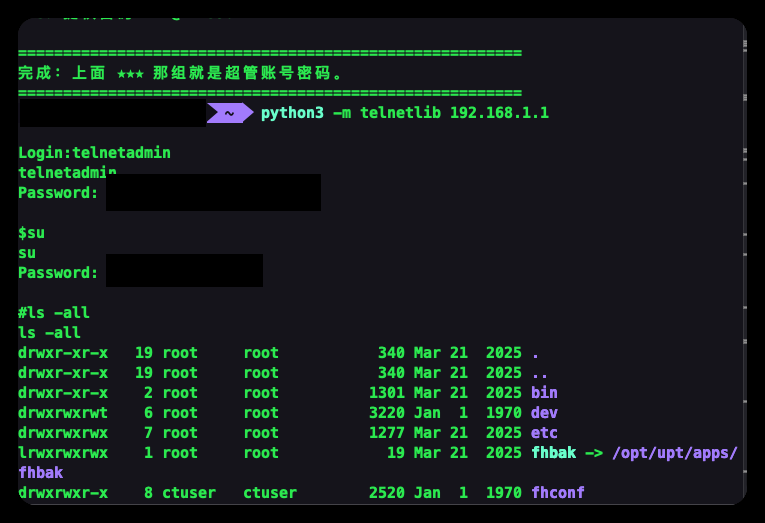 ==========================================================
完成: 上面 ★★★ 那组就是超管账号密码。
==========================================================
~ python3 -m telnetlib 192.168.1.1
Login:telnetadmin
telnetadmin
Password:
$su
su
Password:
#ls -all
ls -all
drwxr-xr-x   19 root     root           340 Mar 21  2025 .
drwxr-xr-x   19 root     root           340 Mar 21  2025 ..
drwxr-xr-x    2 root     root          1301 Mar 21  2025 bin
drwxrwxrwt    6 root     root          3220 Jan  1  1970 dev
drwxrwxrwx    7 root     root          1277 Mar 21  2025 etc
lrwxrwxrwx    1 root     root            19 Mar 21  2025 fhbak -> /opt/upt/apps/
fhbak
drwxrwxr-x    8 ctuser   ctuser        2520 Jan  1  1970 fhconf